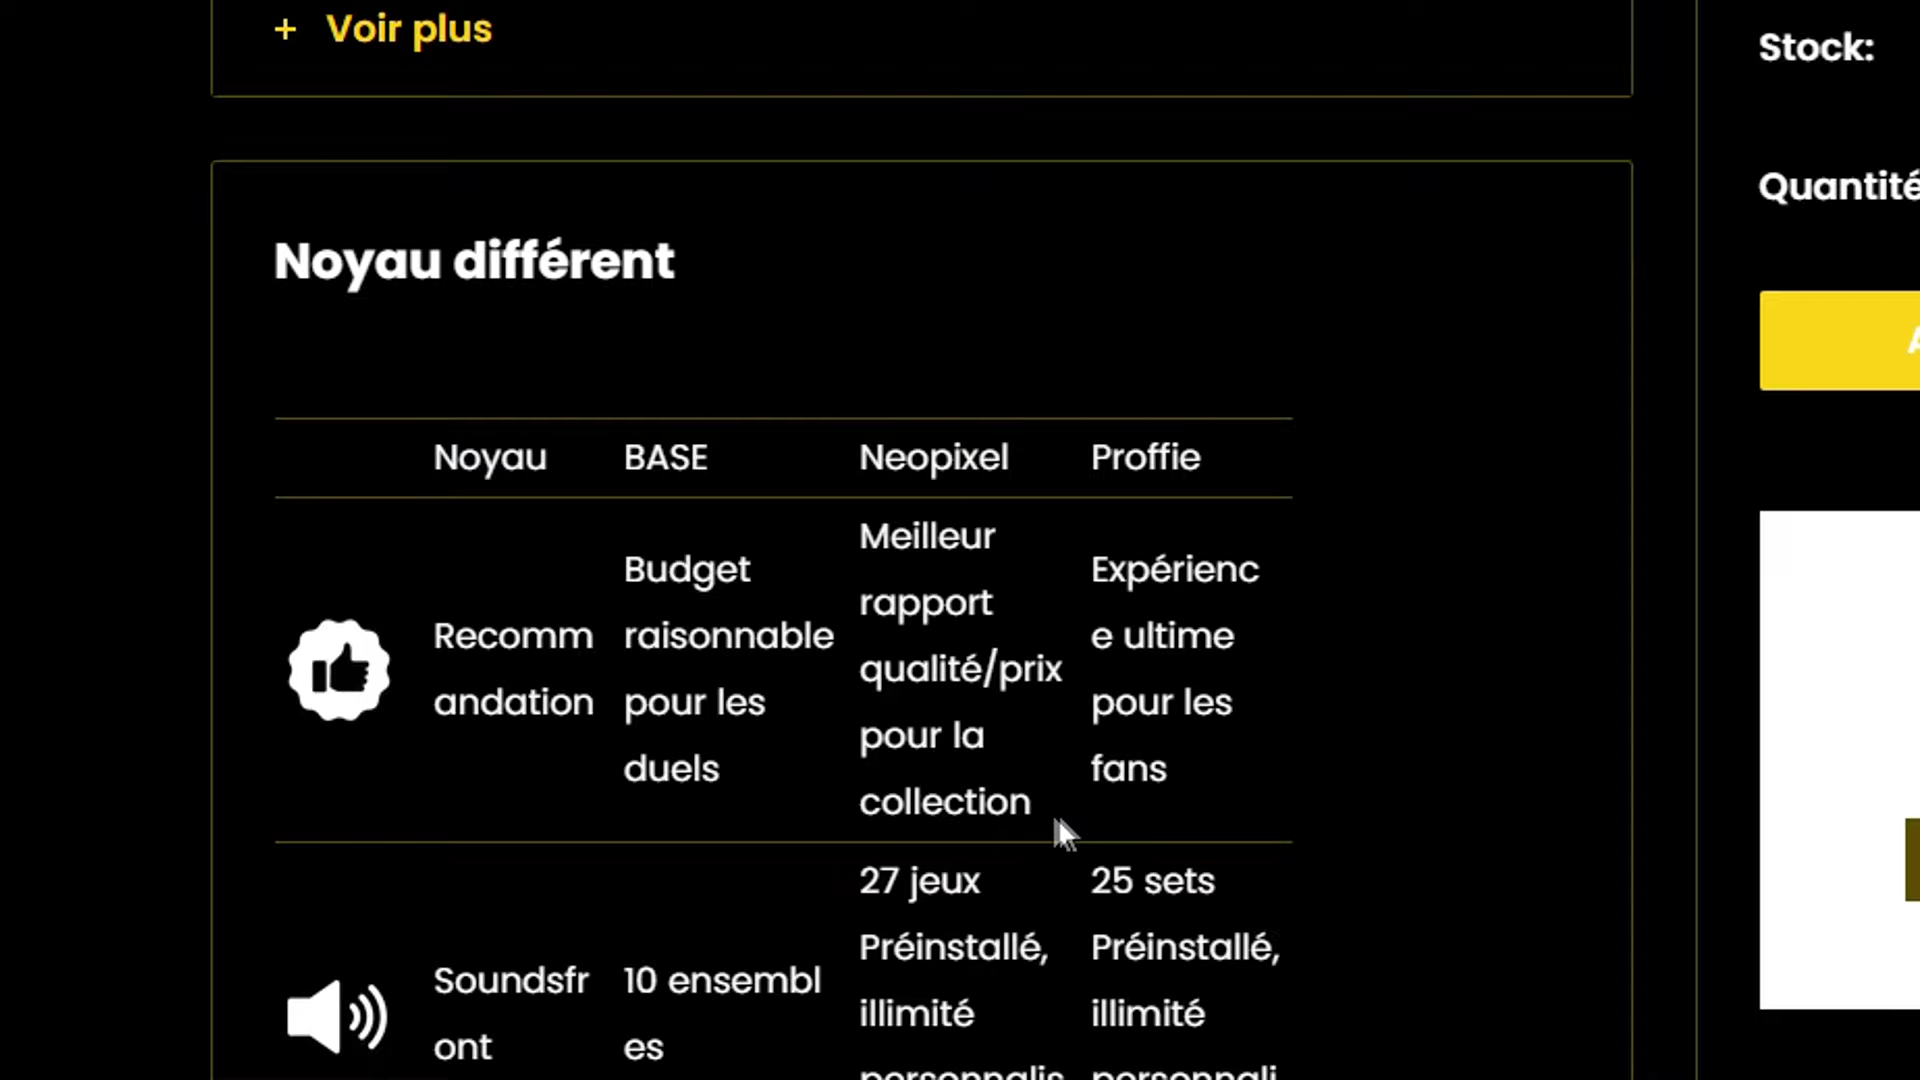 + Voir plus
Stock:
Quantité
Noyau différent
Noyau BASE Neopixel Proffie
Recomm
andation
Budget
raisonnable
pour les
duels
Meilleur
rapport
qualité/prix
pour la
collection
Expérienc
e ultime
pour les
fans
Soundsfr
ont
10 ensembl
es
27 jeux
Préinstallé,
illimité
personnalis
25 sets
Préinstallé,
illimité
personnali